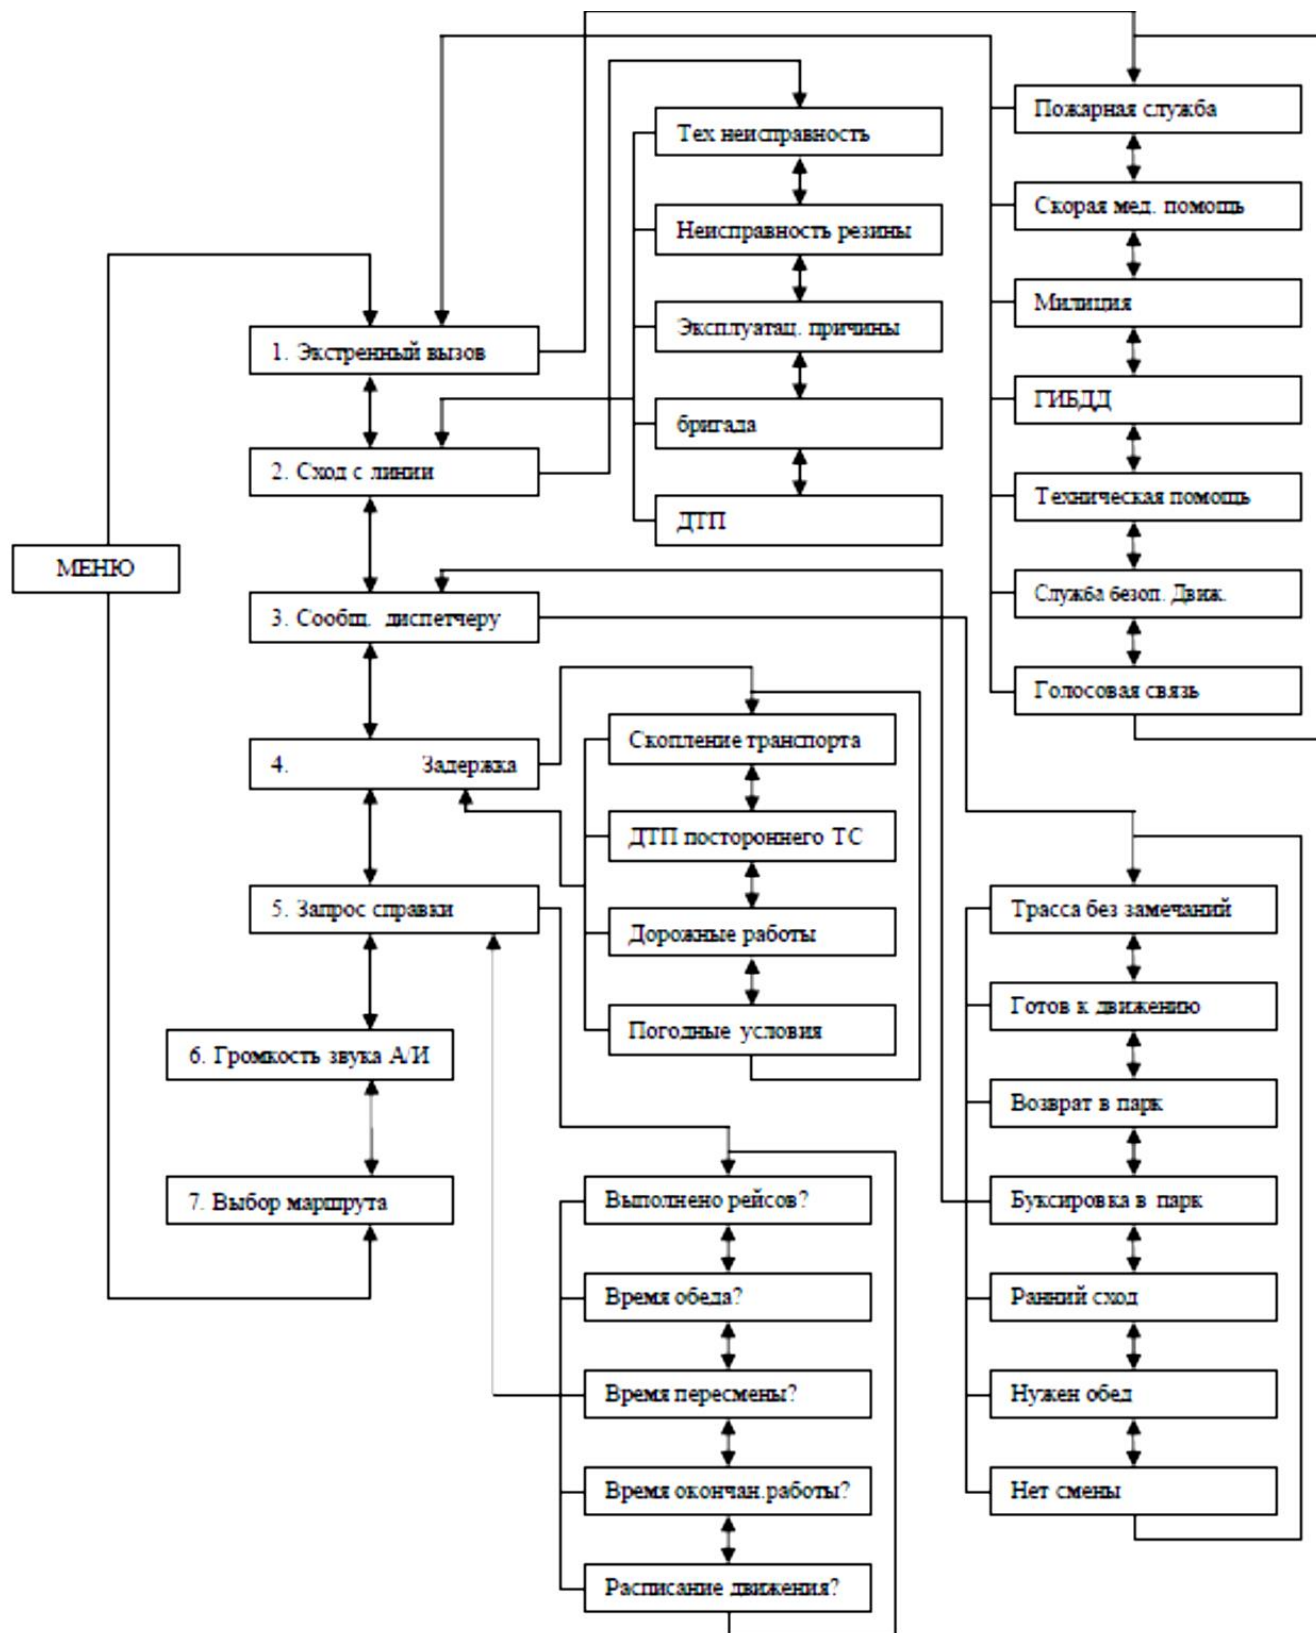 МЕНЮ
1. Экстренный вызов
2. Сход с линии
3. Сообщ. диспетчеру
4. Задержка
5. Запрос справки
6. Громкость звука А/И
7. Выбор маршрута
Тех неисправность
Неисправность резины
Эксплуатац. причины
бригада
ДТП
Пожарная служба
Скорая мед. помощь
Милиция
ГИБДД
Техническая помощь
Служба безоп. Движ.
Голосовая связь
Скопление транспорта
ДТП постороннего ТС
Дорожные работы
Погодные условия
Трасса без замечаний
Готов к движению
Возврат в парк
Буксировка в парк
Ранний сход
Нужен обед
Нет смены
Выполнено рейсов?
Время обеда?
Время пересмены?
Время окончан.работы?
Расписание движения?